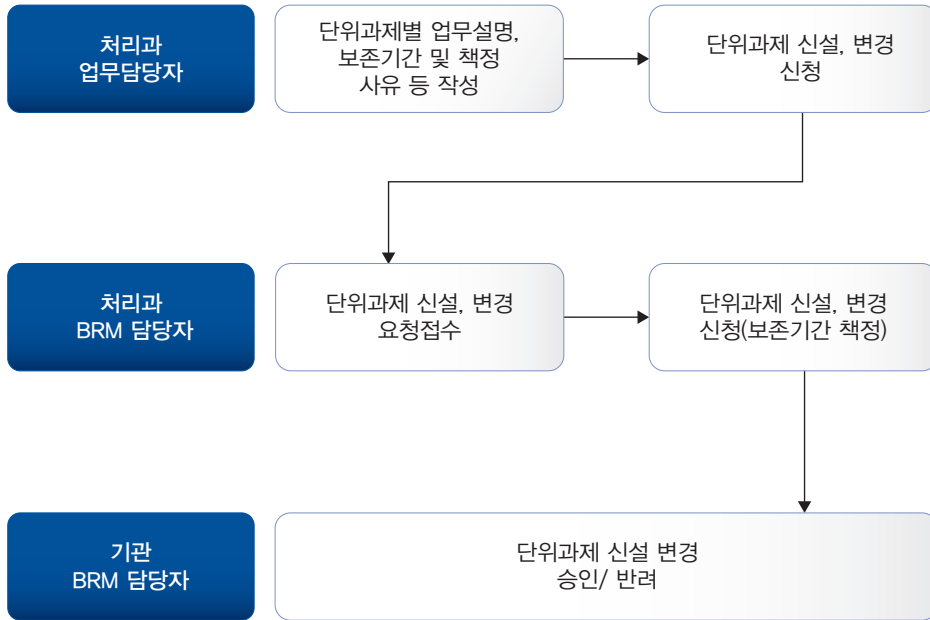 처리과
업무담당자
단위과제별 업무설명,
보존기간 및 책정
사유 등 작성
단위과제 신설, 변경
신청
처리과
BRM 담당자
단위과제 신설, 변경
요청접수
단위과제 신설, 변경
신청(보존기간 책정)
기관
BRM 담당자
단위과제 신설 변경
승인/ 반려